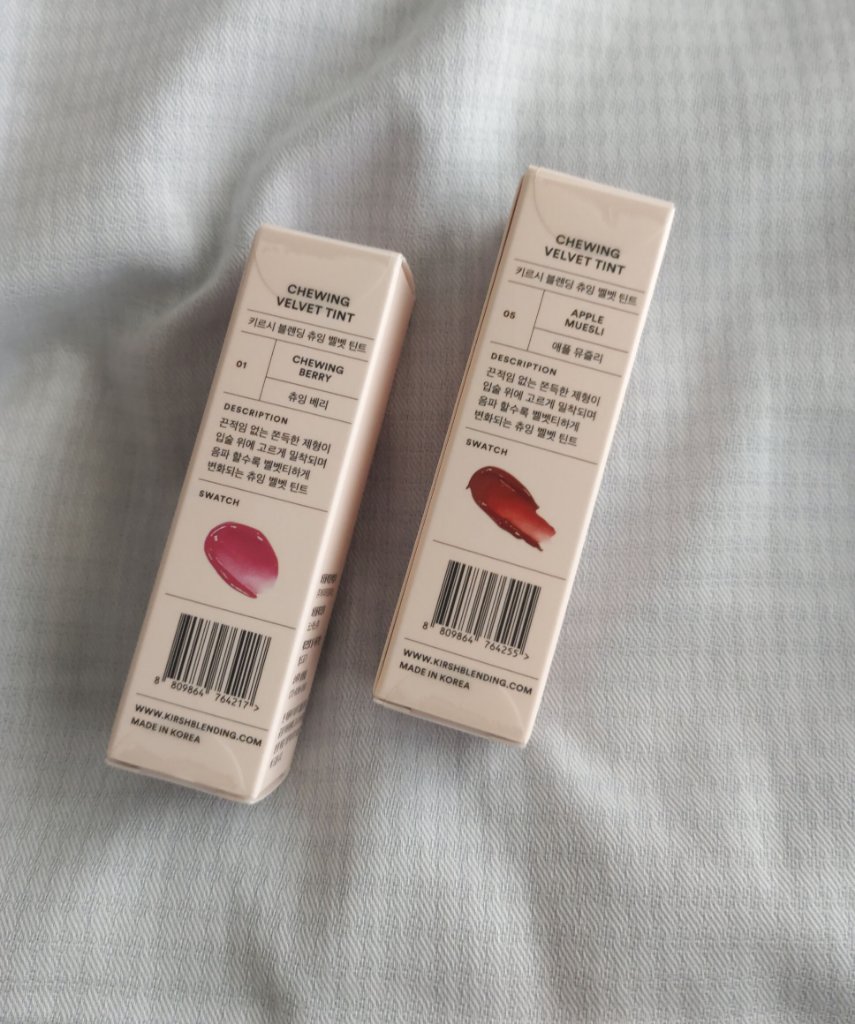 CHEWING
VELVET TINT
키르시 블렌딩 츄잉 벨벳 틴트
01
CHEWING
BERRY
츄잉 베리
DESCRIPTION
끈적임 없는 쫀득한 제형이
입술 위에 고르게 밀착되며
음파 할수록 벨벳티하게
변화되는 츄잉 벨벳 틴트
SWATCH
8 809864 764217 >
WWW.KIRSHBLENDING.COM
MADE IN KOREA
CHEWING
VELVET TINT
키르시 블렌딩 츄잉 벨벳 틴트
05
APPLE
MUESLI
애플 뮤즐리
DESCRIPTION
끈적임 없는 쫀득한 제형이
입술 위에 고르게 밀착되며
음파 할수록 벨벳티하게
변화되는 츄잉 벨벳 틴트
SWATCH
8 809864 764255 >
WWW.KIRSHBLENDING.COM
MADE IN KOREA